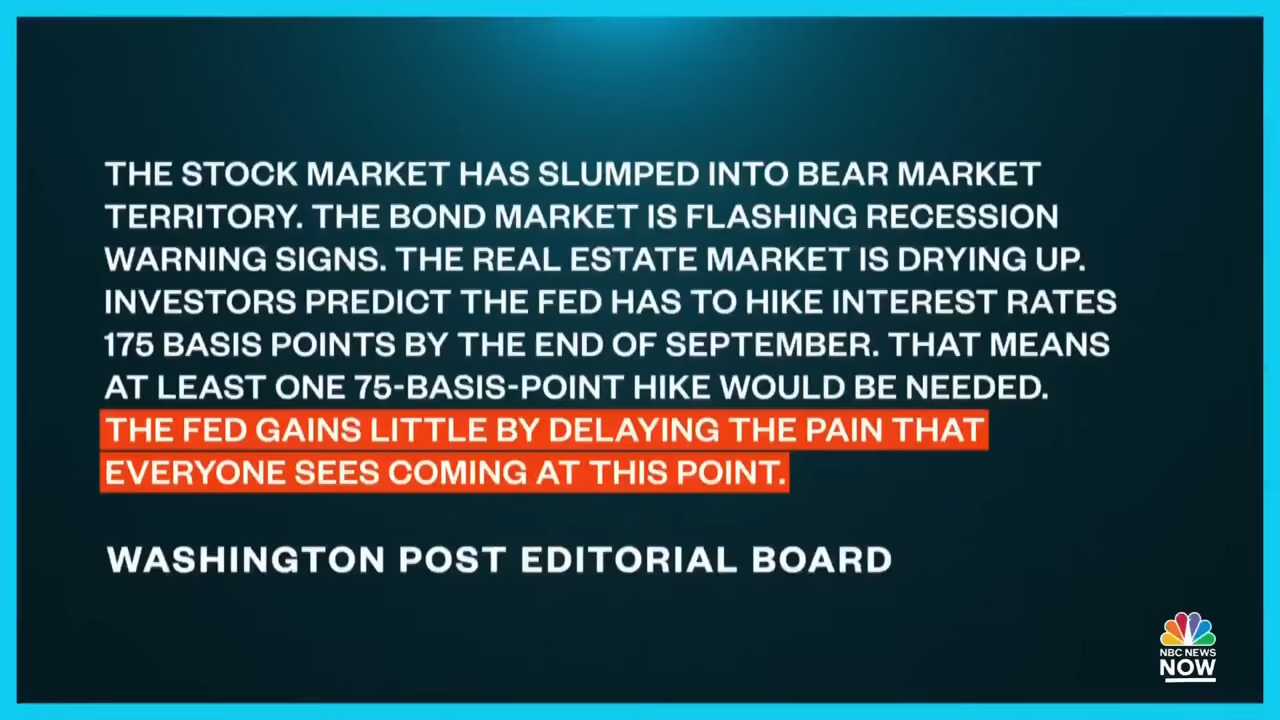 THE STOCK MARKET HAS SLUMPED INTO BEAR MARKET
TERRITORY. THE BOND MARKET IS FLASHING RECESSION
WARNING SIGNS. THE REAL ESTATE MARKET IS DRYING UP.
INVESTORS PREDICT THE FED HAS TO HIKE INTEREST RATES
175 BASIS POINTS BY THE END OF SEPTEMBER. THAT MEANS
AT LEAST ONE 75-BASIS-POINT HIKE WOULD BE NEEDED.
THE FED GAINS LITTLE BY DELAYING THE PAIN THAT
EVERYONE SEES COMING AT THIS POINT.
WASHINGTON POST EDITORIAL BOARD
NBC NEWS
NOW